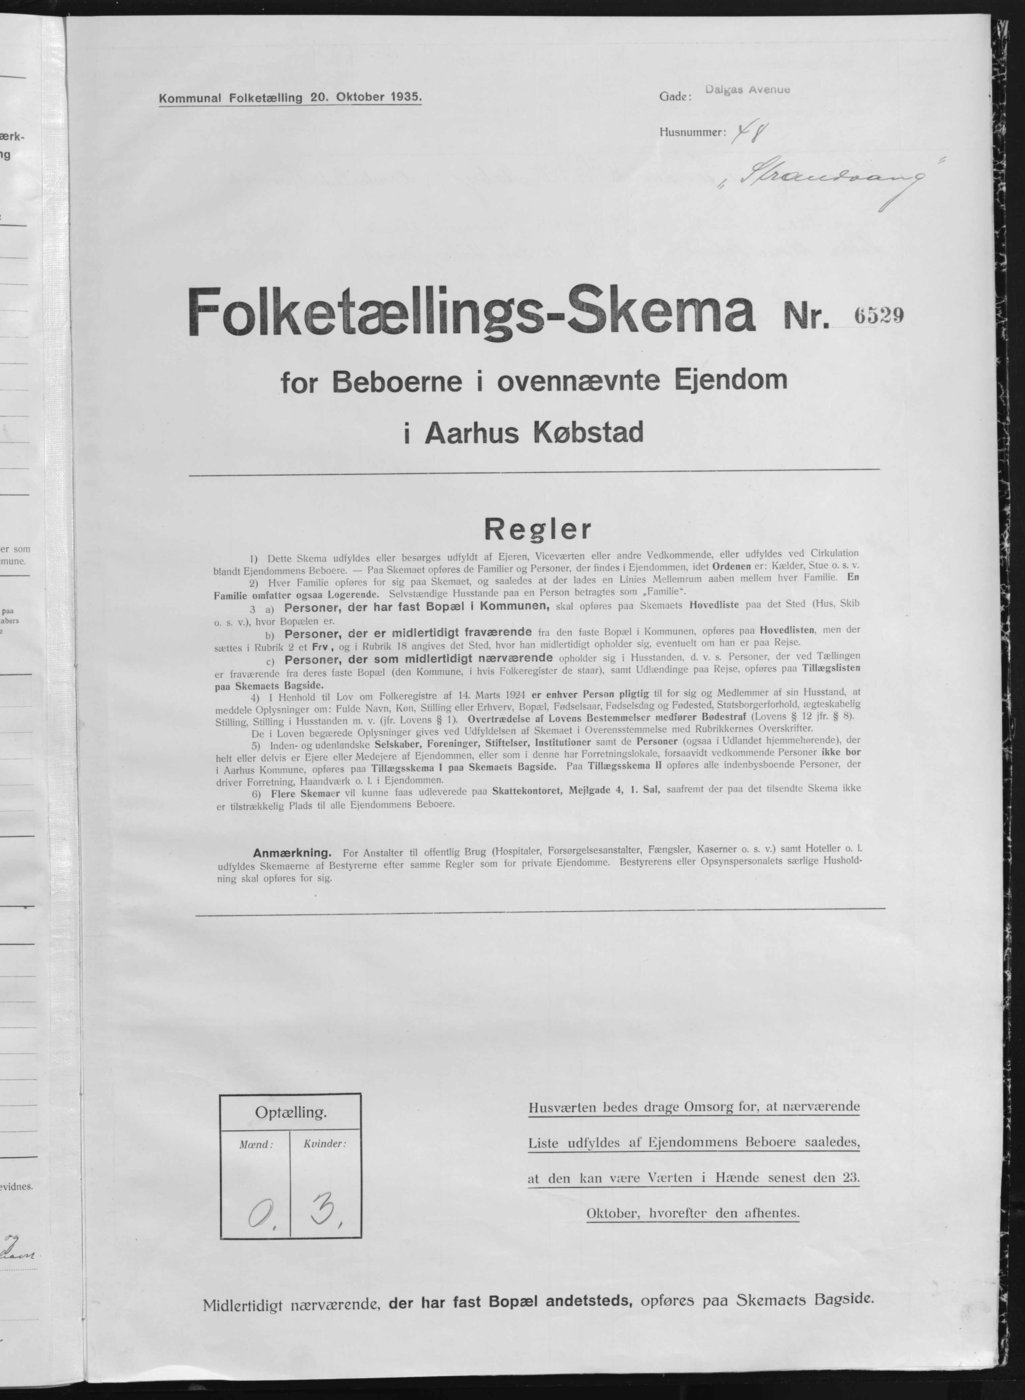 Kommunal Folketælling 20. Oktober 1935.
Gade: Dalgas Avenue
Husnummer: 48
„Strandvang"
Folketællings-Skema Nr. 6529
for Beboerne i ovennævnte Ejendom
i Aarhus Købstad
Regler
1) Dette Skema udfyldes eller besørges udfyldt af Ejeren, Viceværten eller andre Vedkommende, eller udfyldes ved Cirkulation
blandt Ejendommens Beboere. — Paa Skemaet opføres de Familier og Personer, der findes i Ejendommen, idet Ordenen er: Kælder, Stue o. s. v.
2) Hver Familie opføres for sig paa Skemaet, og saaledes at der lades en Linies Mellemrum aaben mellem hver Familie. En
Familie omfatter ogsaa Logerende. Selvstændige Husstande paa en Person betragtes som „Familie".
3 a) Personer, der har fast Bopæl i Kommunen, skal opføres paa Skemaets Hovedliste paa det Sted (Hus, Skib
o. s. v.), hvor Bopælen er.
b) Personer, der er midlertidigt fraværende fra den faste Bopæl i Kommunen, opføres paa Hovedlisten, men der
sættes i Rubrik 2 et Frv, og i Rubrik 18 angives det Sted, hvor han midlertidigt opholder sig, eventuelt om han er paa Rejse.
c) Personer, der som midlertidigt nærværende opholder sig i Husstanden, d. v. s. Personer, der ved Tællingen
er fraværende fra deres faste Bopæl (den Kommune, i hvis Folkeregister de staar), samt Udlændinge paa Rejse, opføres paa Tillægslisten
paa Skemaets Bagside.
4) I Henhold til Lov om Folkeregistre af 14. Marts 1924 er enhver Person pligtig til for sig og Medlemmer af sin Husstand, at
meddele Oplysninger om: Fulde Navn, Køn, Stilling eller Erhverv, Bopæl, Fødselsaar, Fødselsdag og Fødested, Statsborgerforhold, ægteskabelig
Stilling, Stilling i Husstanden m. v. (jfr. Lovens § 1). Overtrædelse af Lovens Bestemmelser medfører Bødestraf (Lovens § 12 jfr. § 8).
De i Loven begærede Oplysninger gives ved Udfyldelsen af Skemaet i Overensstemmelse med Rubrikkernes Overskrifter.
5) Inden- og udenlandske Selskaber, Foreninger, Stiftelser, Institutioner samt de Personer (ogsaa i Udlandet hjemmehørende), der
helt eller delvis er Ejere eller Medejere af Ejendommen, eller som i denne har Forretningslokale, forsaavidt vedkommende Personer ikke bor
i Aarhus Kommune, opføres paa Tillægsskema I paa Skemaets Bagside. Paa Tillægsskema II opføres alle indenbysboende Personer, der
driver Forretning, Haandværk o. l. i Ejendommen.
6) Flere Skemaer vil kunne faas udleverede paa Skattekontoret, Mejlgade 4, 1. Sal, saafremt der paa det tilsendte Skema ikke
er tilstrækkelig Plads til alle Ejendommens Beboere.
Anmærkning. For Anstalter til offentlig Brug (Hospitaler, Forsørgelsesanstalter, Fængsler, Kaserner o. s. v.) samt Hoteller o. l.
udfyldes Skemaerne af Bestyrerne efter samme Regler som for private Ejendomme. Bestyrerens eller Opsynspersonalets særlige Hushold-
ning skal opføres for sig.
Optælling.
Mænd: Kvinder:
0. 3.
Husværten bedes drage Omsorg for, at nærværende
Liste udfyldes af Ejendommens Beboere saaledes,
at den kan være Værten i Hænde senest den 23.
Oktober, hvorefter den afhentes.
Midlertidigt nærværende, der har fast Bopæl andetsteds, opføres paa Skemaets Bagside.